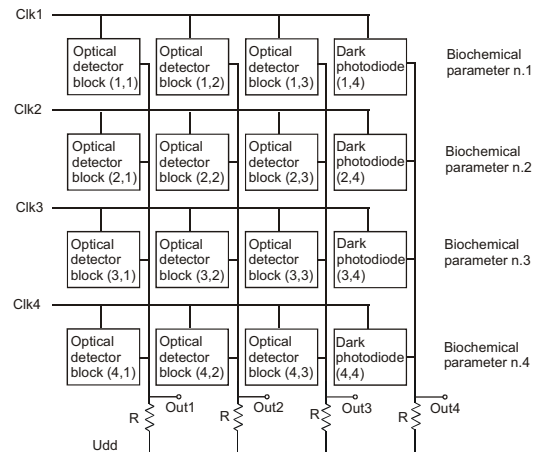 Clk1
Optical
detector
block (1,1)
Optical
detector
block (1,2)
Optical
detector
block (1,3)
Dark
photodiode
(1,4)
Biochemical
parameter n.1
Clk2
Optical
detector
block (2,1)
Optical
detector
block (2,2)
Optical
detector
block (2,3)
Dark
photodiode
(2,4)
Biochemical
parameter n.2
Clk3
Optical
detector
block (3,1)
Optical
detector
block (3,2)
Optical
detector
block (3,3)
Dark
photodiode
(3,4)
Biochemical
parameter n.3
Clk4
Optical
detector
block (4,1)
Optical
detector
block (4,2)
Optical
detector
block (4,3)
Dark
photodiode
(4,4)
Biochemical
parameter n.4
R
Out1
R
Out2
R
Out3
R
Out4
Udd